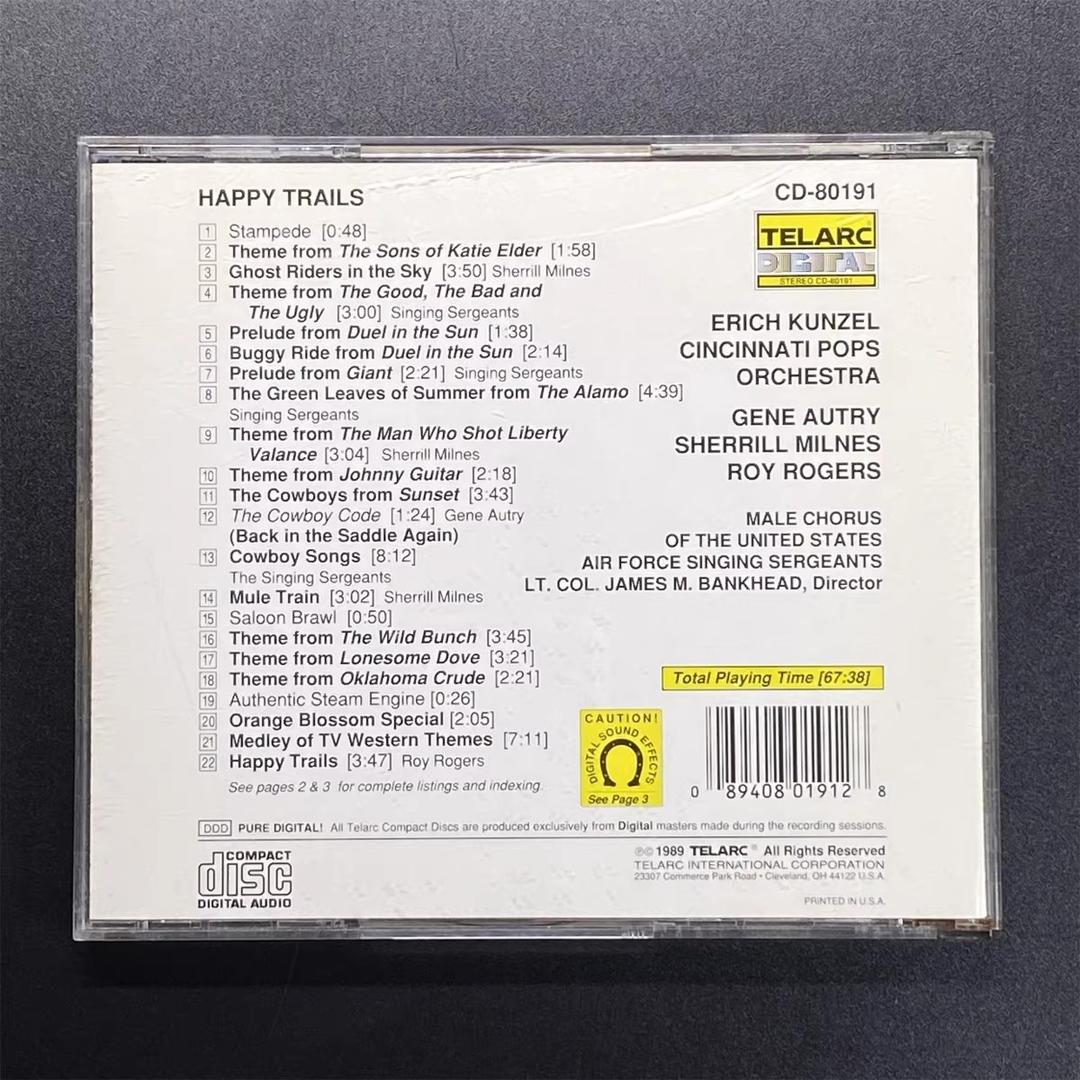 HAPPY TRAILS
1 Stampede [0:48]
2 Theme from The Sons of Katie Elder [1:58]
3 Ghost Riders in the Sky [3:50] Sherrill Milnes
4 Theme from The Good, The Bad and
The Ugly [3:00] Singing Sergeants
5 Prelude from Duel in the Sun [1:38]
6 Buggy Ride from Duel in the Sun [2:14]
7 Prelude from Giant [2:21] Singing Sergeants
8 The Green Leaves of Summer from The Alamo [4:39]
Singing Sergeants
9 Theme from The Man Who Shot Liberty
Valance [3:04] Sherrill Milnes
10 Theme from Johnny Guitar [2:18]
11 The Cowboys from Sunset [3:43]
12 The Cowboy Code [1:24] Gene Autry
(Back in the Saddle Again)
13 Cowboy Songs [8:12]
The Singing Sergeants
14 Mule Train [3:02] Sherrill Milnes
15 Saloon Brawl [0:50]
16 Theme from The Wild Bunch [3:45]
17 Theme from Lonesome Dove [3:21]
18 Theme from Oklahoma Crude [2:21]
19 Authentic Steam Engine [0:26]
20 Orange Blossom Special [2:05]
21 Medley of TV Western Themes [7:11]
22 Happy Trails [3:47] Roy Rogers
See pages 2 & 3 for complete listings and indexing.
CD-80191
TELARC
DIGITAL
STEREO CD-80191
ERICH KUNZEL
CINCINNATI POPS
ORCHESTRA
GENE AUTRY
SHERRILL MILNES
ROY ROGERS
MALE CHORUS
OF THE UNITED STATES
AIR FORCE SINGING SERGEANTS
LT. COL. JAMES M. BANKHEAD, Director
Total Playing Time [67:38]
CAUTION!
DIGITAL SOUND EFFECTS
See Page 3
0 89408 01912 8
DDD PURE DIGITAL! All Telarc Compact Discs are produced exclusively from Digital masters made during the recording sessions.
COMPACT
disc
DIGITAL AUDIO
℗© 1989 TELARC® All Rights Reserved
TELARC INTERNATIONAL CORPORATION
23307 Commerce Park Road • Cleveland, OH 44122 U.S.A.
PRINTED IN U.S.A.